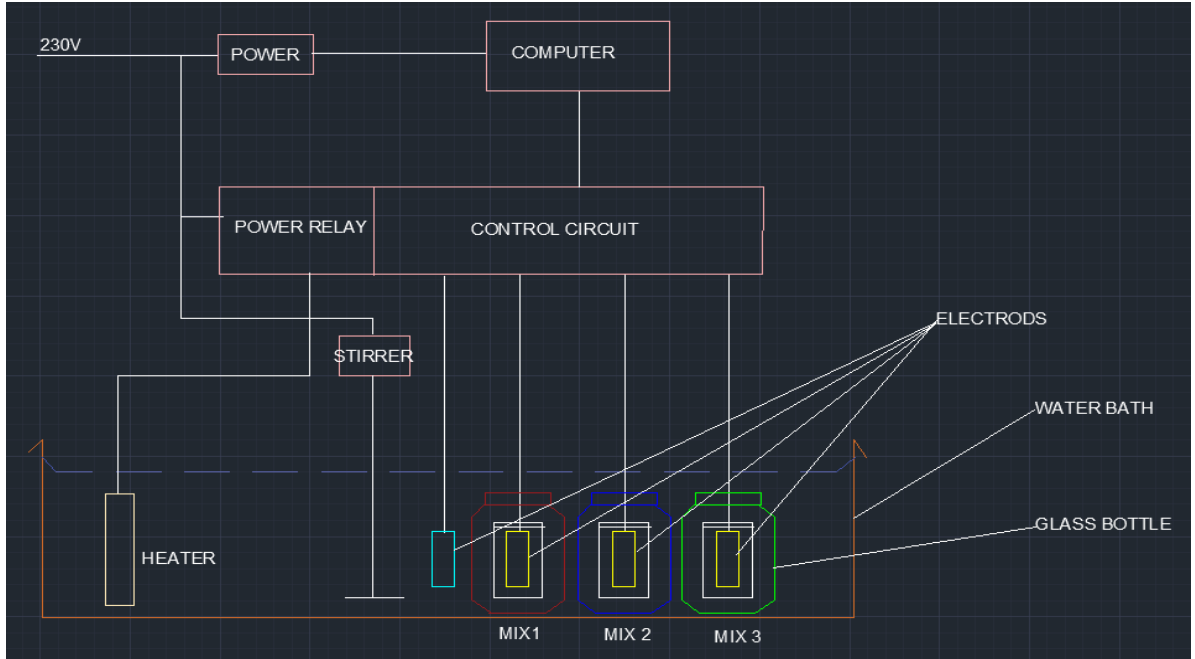 230V
POWER
COMPUTER
POWER RELAY
CONTROL CIRCUIT
ELECTRODS
STIRRER
WATER BATH
GLASS BOTTLE
HEATER
MIX1
MIX 2
MIX 3